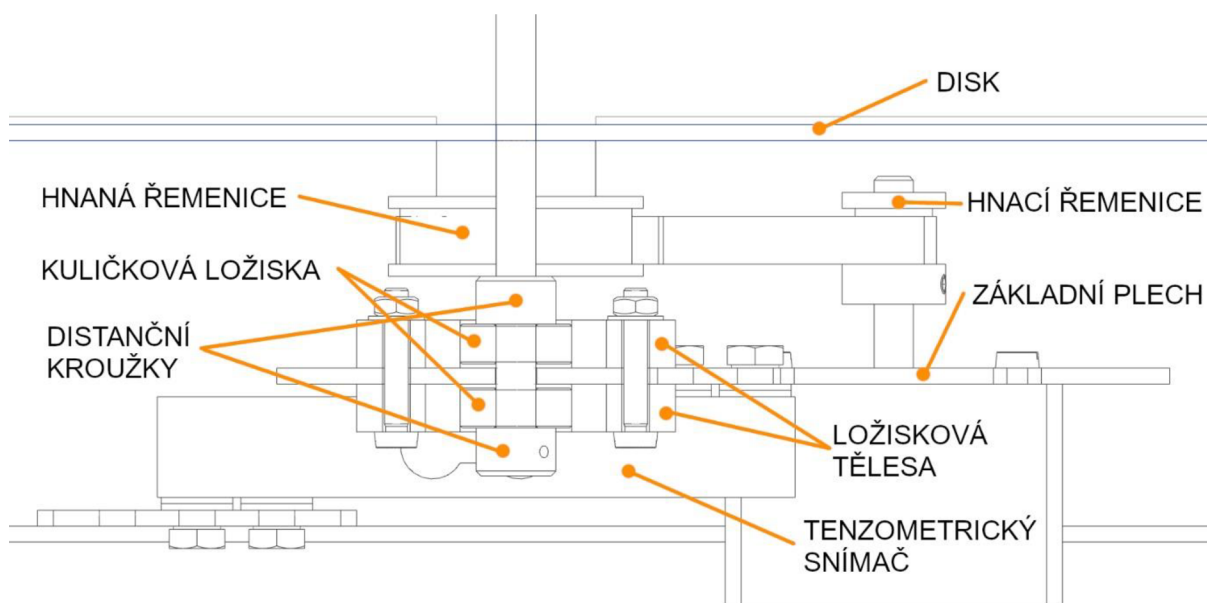 DISK
HNANÁ ŘEMENICE
HNACÍ ŘEMENICE
KULIČKOVÁ LOŽISKA
ZÁKLADNÍ PLECH
DISTANČNÍ
KROUŽKY
LOŽISKOVÁ
TĚLESA
TENZOMETRICKÝ
SNÍMAČ